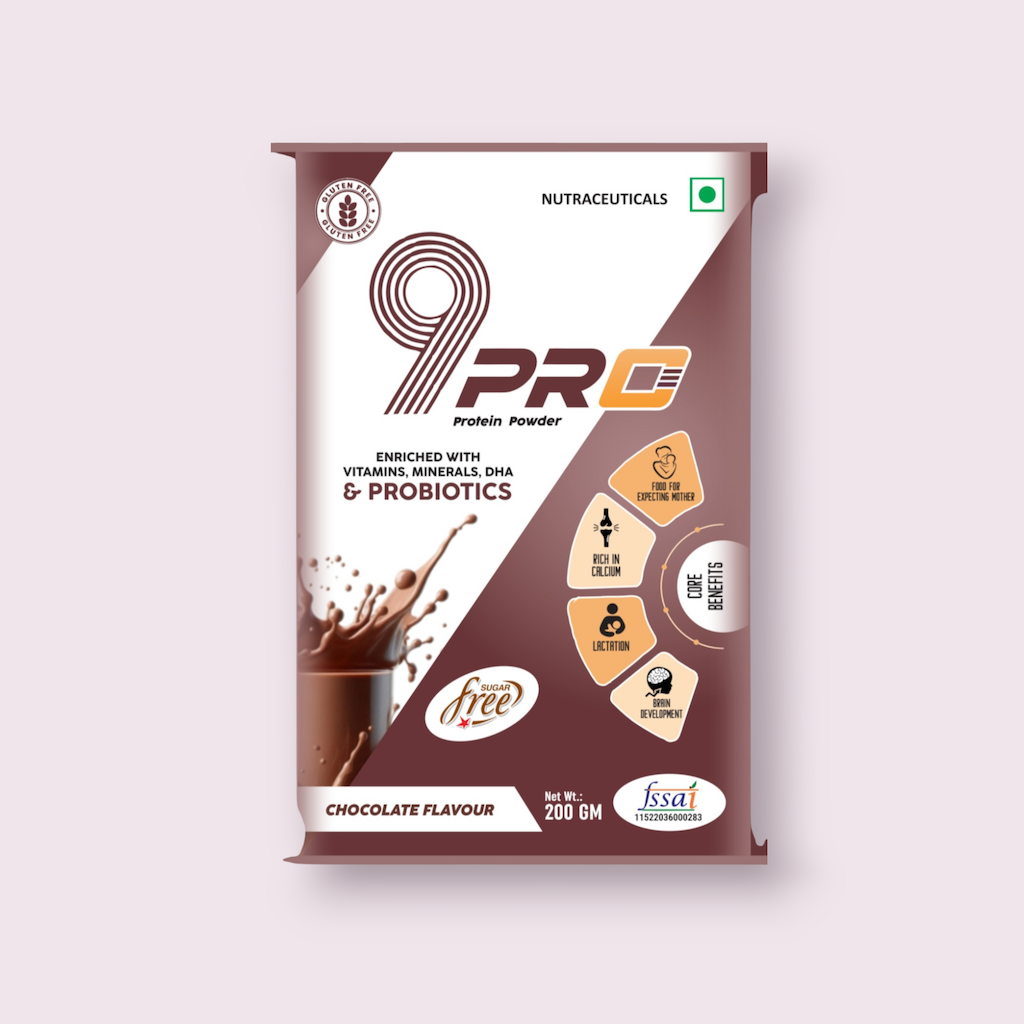 GLUTEN FREE
GLUTEN FREE
NUTRACEUTICALS
9PRO
Protein Powder
ENRICHED WITH
VITAMINS, MINERALS, DHA
& PROBIOTICS
FOOD FOR
EXPECTING MOTHER
RICH IN
CALCIUM
CORE
BENEFITS
LACTATION
BRAIN
DEVELOPMENT
SUGAR
free
CHOCOLATE FLAVOUR
Net Wt.:
200 GM
fssai
11522036000283